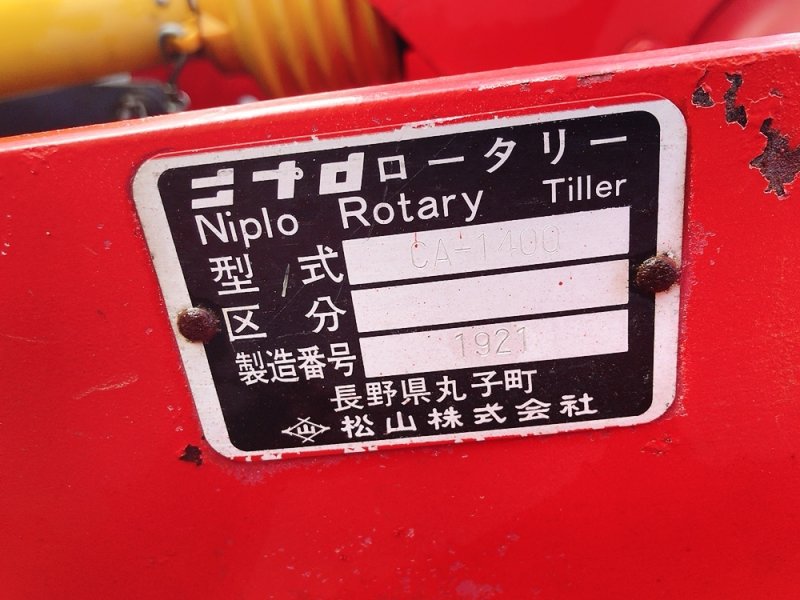 ニプロロータリー
Niplo Rotary Tiller
型式 CA-1400
区分
製造番号 1921
長野県丸子町
松山株式会社